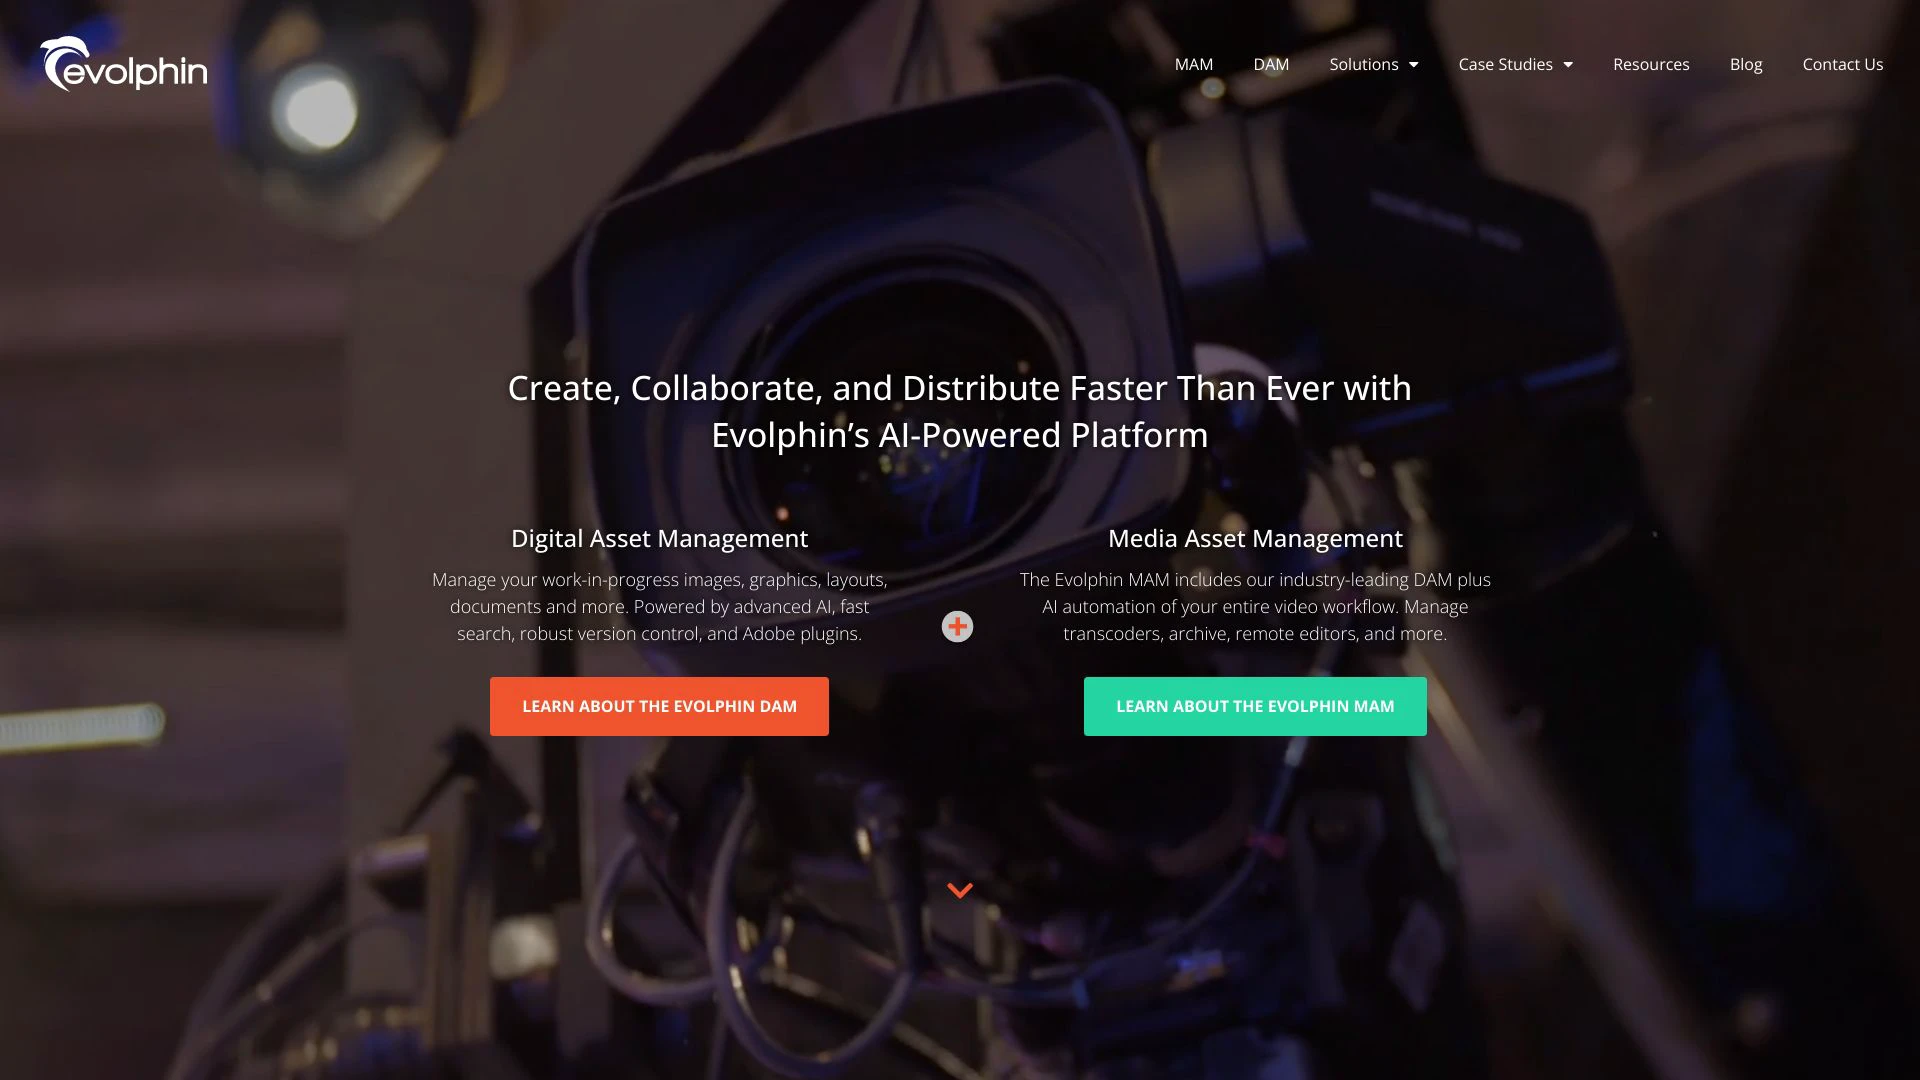 evolphin
MAM
DAM
Solutions
Case Studies
Resources
Blog
Contact Us
Create, Collaborate, and Distribute Faster Than Ever with
Evolphin’s AI-Powered Platform
Digital Asset Management
Manage your work-in-progress images, graphics, layouts,
documents and more. Powered by advanced AI, fast
search, robust version control, and Adobe plugins.
LEARN ABOUT THE EVOLPHIN DAM
Media Asset Management
The Evolphin MAM includes our industry-leading DAM plus
AI automation of your entire video workflow. Manage
transcoders, archive, remote editors, and more.
LEARN ABOUT THE EVOLPHIN MAM